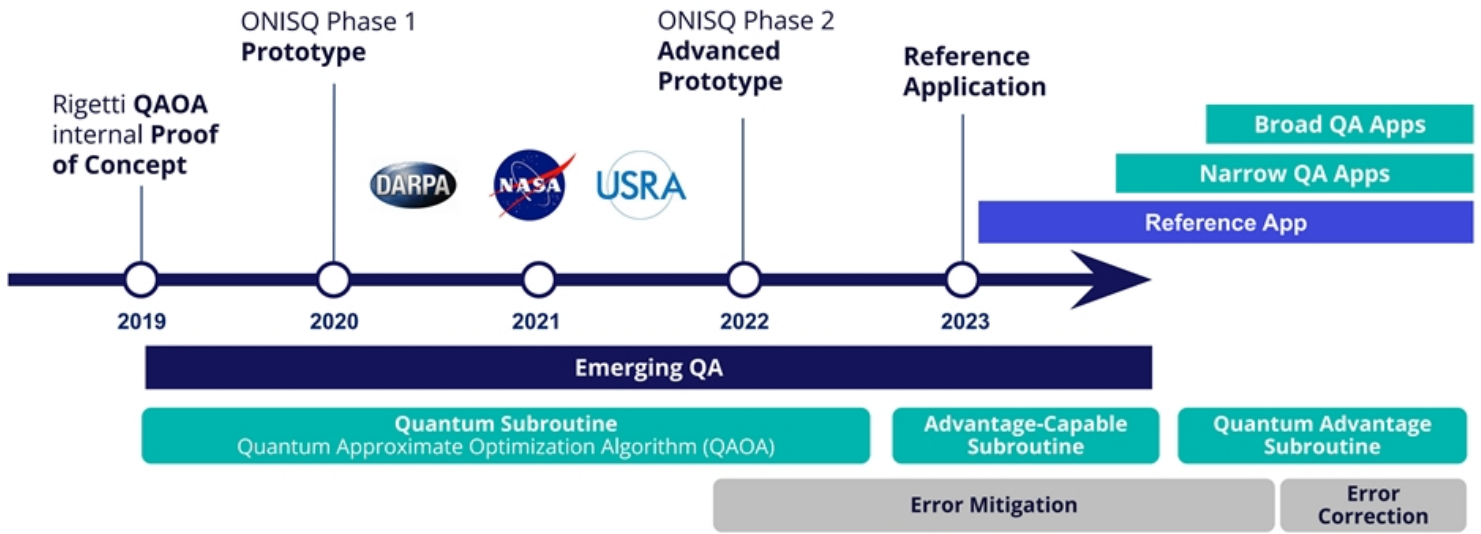 ONISQ Phase 1
Prototype
ONISQ Phase 2
Advanced
Prototype
Reference
Application
Rigetti QAOA
internal Proof
of Concept
DARPA
NASA
USRA
Broad QA Apps
Narrow QA Apps
Reference App
2019
2020
2021
2022
2023
Emerging QA
Quantum Subroutine
Quantum Approximate Optimization Algorithm (QAOA)
Advantage-Capable
Subroutine
Quantum Advantage
Subroutine
Error Mitigation
Error
Correction